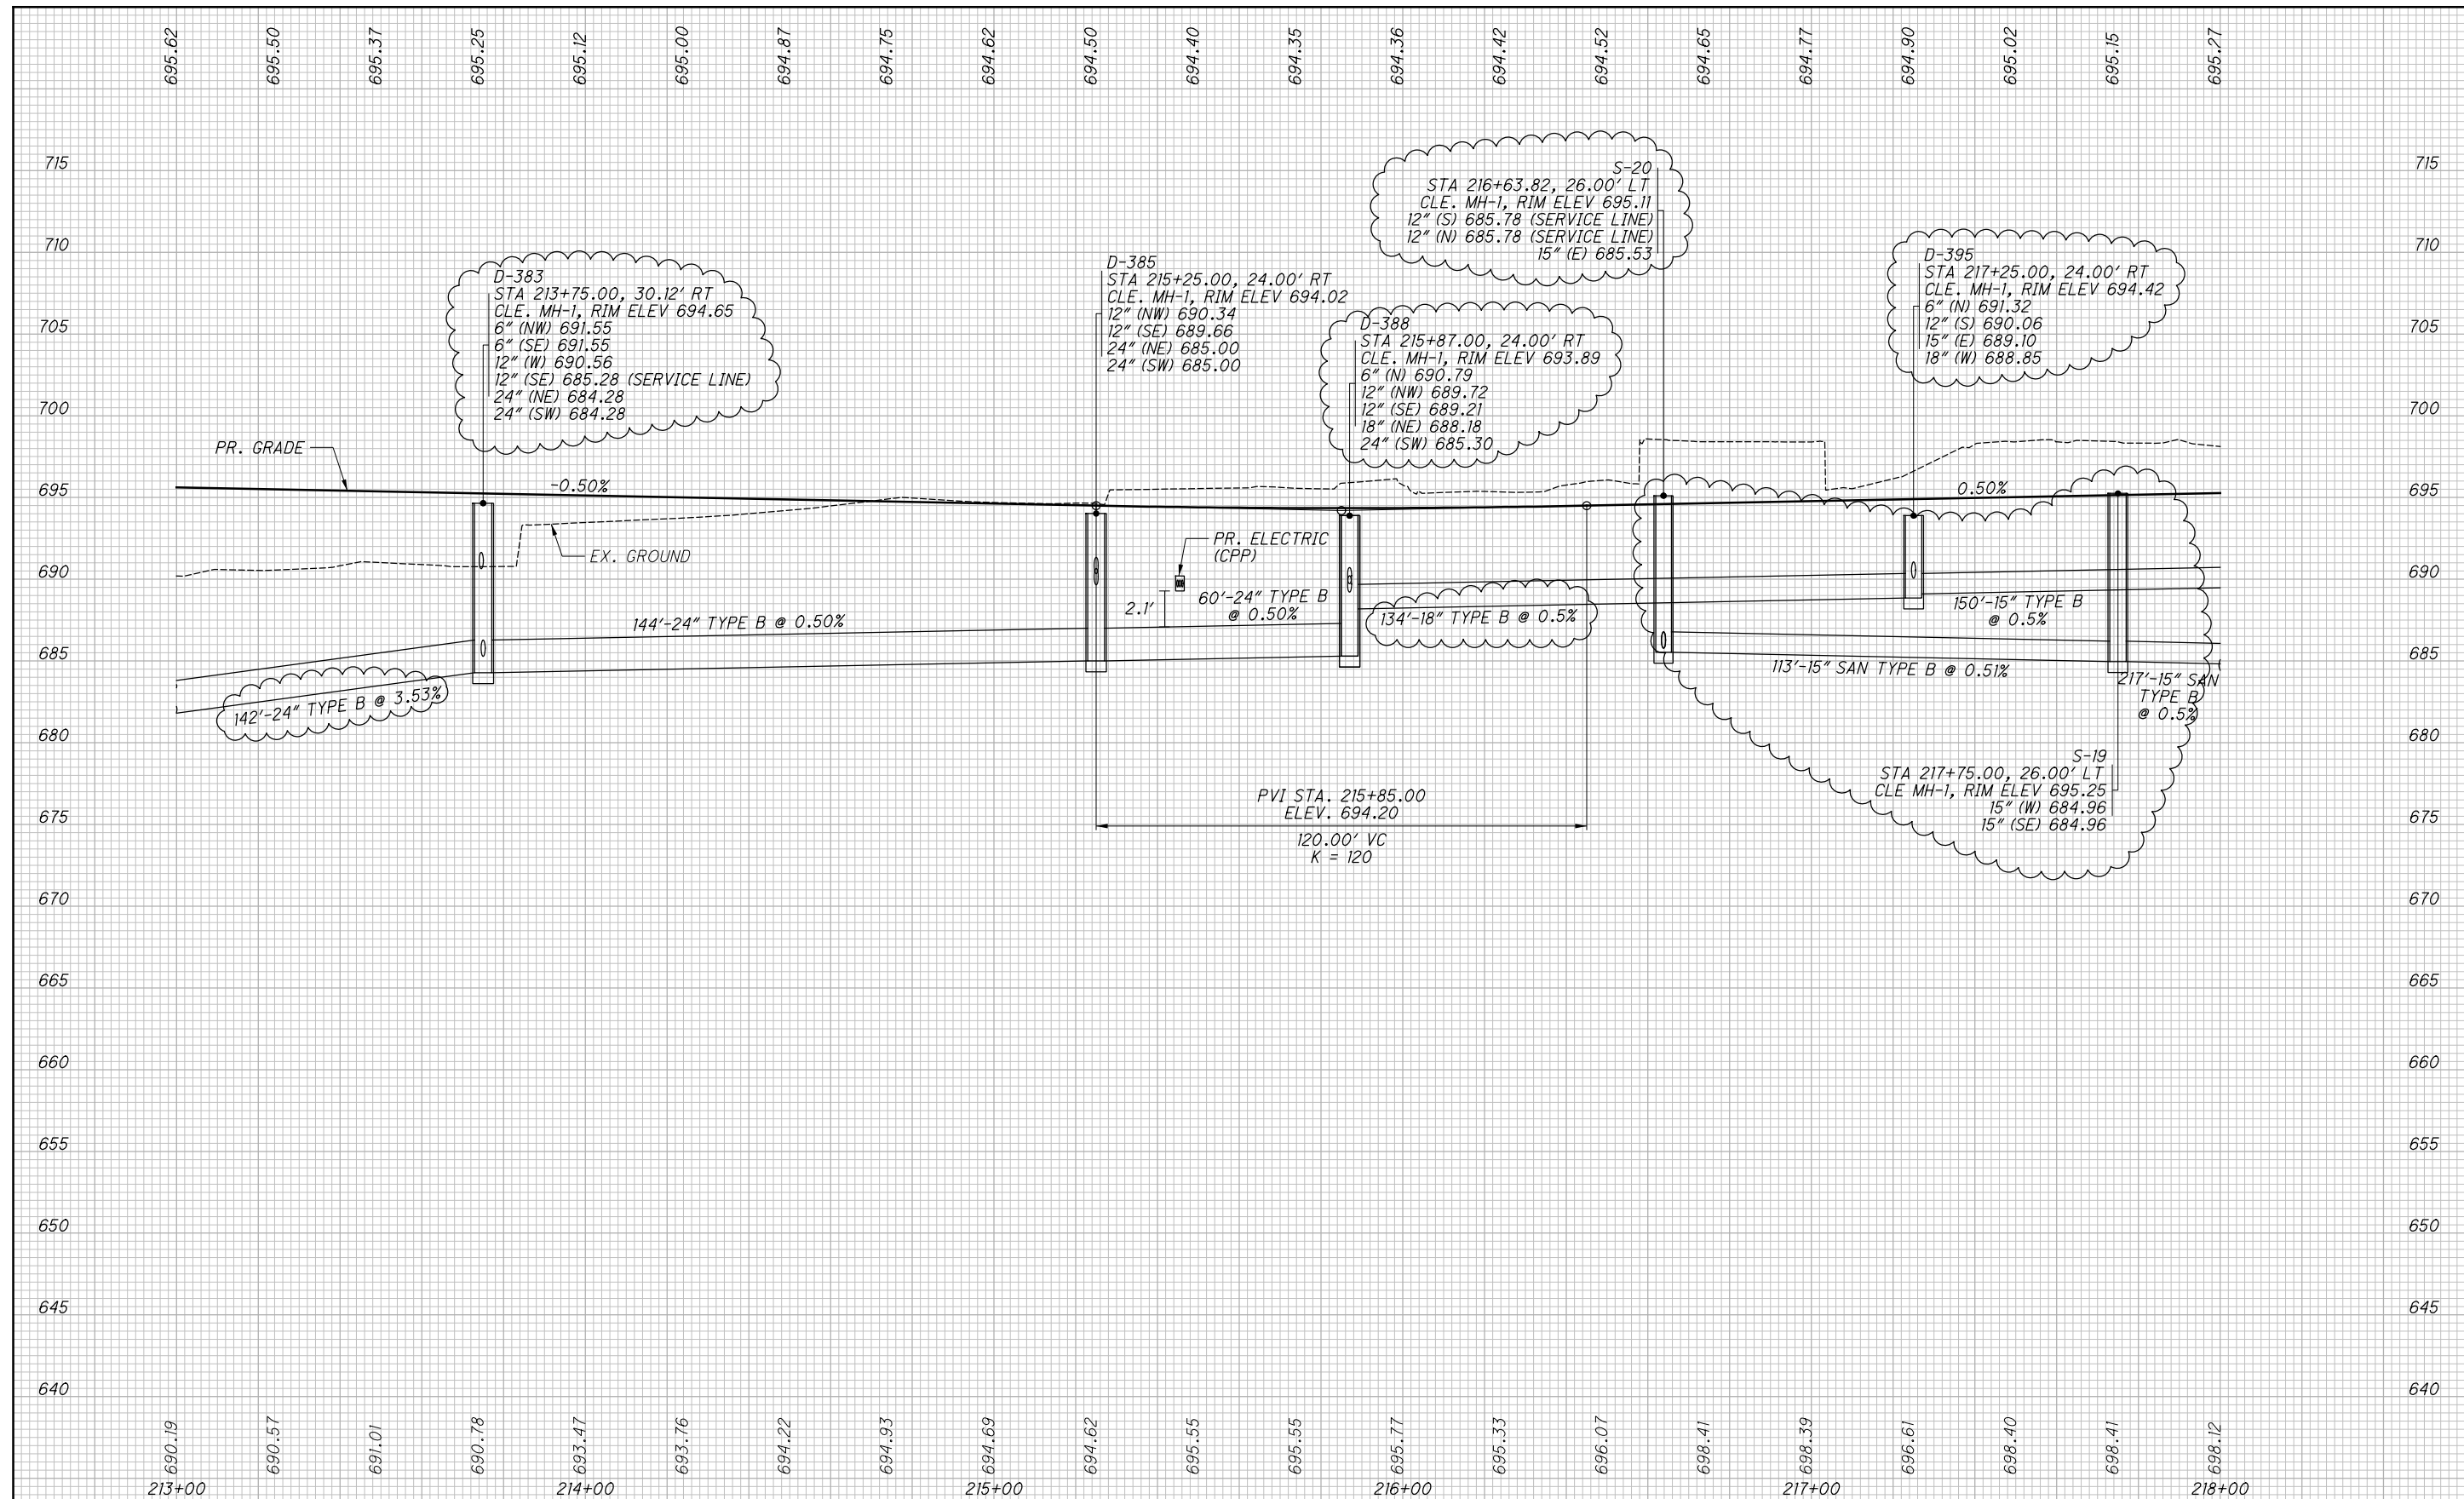 695.62
695.50
695.37
695.25
695.12
695.00
694.87
694.75
694.62
694.50
694.40
694.35
694.36
694.42
694.52
694.65
694.77
694.90
695.02
695.15
695.27
715
715
S-20
STA 216+63.82, 26.00' LT
CLE. MH-1, RIM ELEV 695.11
12" (S) 685.78 (SERVICE LINE)
12" (N) 685.78 (SERVICE LINE)
15" (E) 685.53
710
710
D-383
STA 213+75.00, 30.12' RT
CLE. MH-1, RIM ELEV 694.65
6" (NW) 691.55
6" (SE) 691.55
12" (W) 690.56
12" (SE) 685.28 (SERVICE LINE)
24" (NE) 684.28
24" (SW) 684.28
D-385
STA 215+25.00, 24.00' RT
CLE. MH-1, RIM ELEV 694.02
12" (NW) 690.34
12" (SE) 689.66
24" (NE) 685.00
24" (SW) 685.00
D-388
STA 215+87.00, 24.00' RT
CLE. MH-1, RIM ELEV 693.89
6" (N) 690.79
12" (NW) 689.72
12" (SE) 689.21
18" (NE) 688.18
24" (SW) 685.30
D-395
STA 217+25.00, 24.00' RT
CLE. MH-1, RIM ELEV 694.42
6" (N) 691.32
12" (S) 690.06
15" (E) 689.10
18" (W) 688.85
705
705
700
700
PR. GRADE
695
-0.50%
0.50%
695
EX. GROUND
PR. ELECTRIC
(CPP)
690
690
2.1'
60'-24" TYPE B
@ 0.50%
134'-18" TYPE B @ 0.5%
150'-15" TYPE B
@ 0.5%
144'-24" TYPE B @ 0.50%
685
685
113'-15" SAN TYPE B @ 0.51%
217'-15" SAN
TYPE B
@ 0.5%
142'-24" TYPE B @ 3.53%
680
680
S-19
STA 217+75.00, 26.00' LT
CLE MH-1, RIM ELEV 695.25
15" (W) 684.96
15" (SE) 684.96
PVI STA. 215+85.00
ELEV. 694.20
120.00' VC
K = 120
675
675
670
670
665
665
660
660
655
655
650
650
645
645
640
640
690.19
690.57
691.01
690.78
693.47
693.76
694.22
694.93
694.69
694.62
695.55
695.55
695.77
695.33
696.07
698.41
698.39
696.61
698.40
698.41
698.12
213+00
214+00
215+00
216+00
217+00
218+00